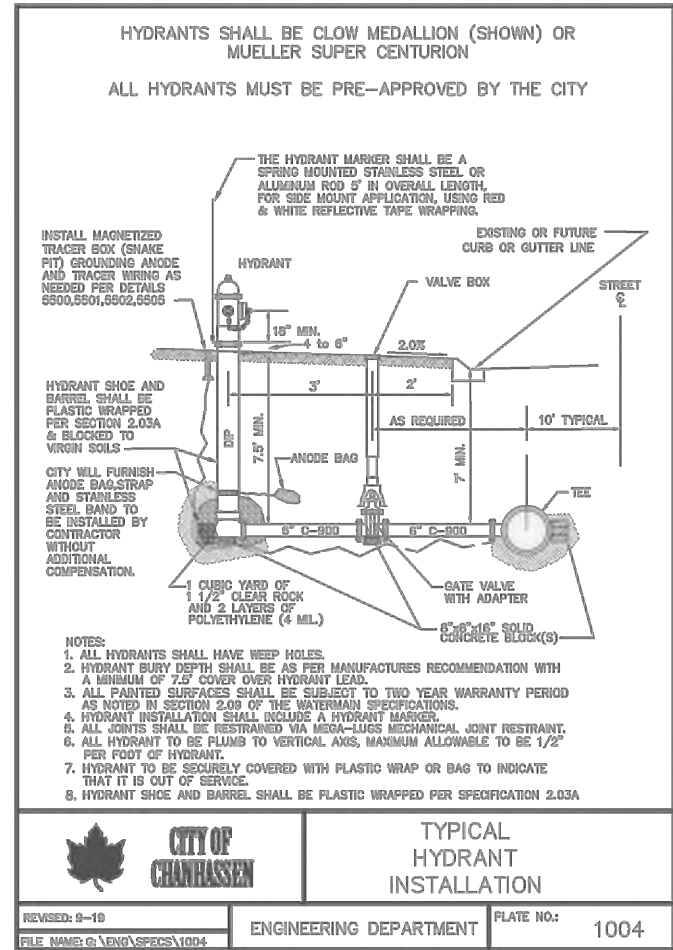 HYDRANTS SHALL BE CLOW MEDALLION (SHOWN) OR
MUELLER SUPER CENTURION
ALL HYDRANTS MUST BE PRE-APPROVED BY THE CITY
THE HYDRANT MARKER SHALL BE A
SPRING MOUNTED STAINLESS STEEL OR
ALUMINUM ROD 5' IN OVERALL LENGTH,
FOR SIDE MOUNT APPLICATION, USING RED
& WHITE REFLECTIVE TAPE WRAPPING.
INSTALL MAGNETIZED
TRACER BOX (SNAKE
PIT) GROUNDING ANODE
AND TRACER WIRING AS
NEEDED PER DETAILS
5500,5501,5502,5505
HYDRANT
EXISTING OR FUTURE
CURB OR GUTTER LINE
VALVE BOX
STREET
℄
18" MIN.
4 to 6"
2.0%
3'
2'
HYDRANT SHOE AND
BARREL SHALL BE
PLASTIC WRAPPED
PER SECTION 2.03A
& BLOCKED TO
VIRGIN SOILS
DIP
7.5' MIN.
AS REQUIRED
10' TYPICAL
7' MIN.
ANODE BAG
CITY WILL FURNISH
ANODE BAG,STRAP
AND STAINLESS
STEEL BAND TO
BE INSTALLED BY
CONTRACTOR
WITHOUT
ADDITIONAL
COMPENSATION.
TEE
6" C-900
6" C-900
1 CUBIC YARD OF
1 1/2" CLEAR ROCK
AND 2 LAYERS OF
POLYETHYLENE (4 MIL.)
GATE VALVE
WITH ADAPTER
8"x8"x16" SOLID
CONCRETE BLOCK(S)
NOTES:
1. ALL HYDRANTS SHALL HAVE WEEP HOLES.
2. HYDRANT BURY DEPTH SHALL BE AS PER MANUFACTURES RECOMMENDATION WITH
A MINIMUM OF 7.5' COVER OVER HYDRANT LEAD.
3. ALL PAINTED SURFACES SHALL BE SUBJECT TO TWO YEAR WARRANTY PERIOD
AS NOTED IN SECTION 2.09 OF THE WATERMAIN SPECIFICATIONS.
4. HYDRANT INSTALLATION SHALL INCLUDE A HYDRANT MARKER.
5. ALL JOINTS SHALL BE RESTRAINED VIA MEGA-LUGS MECHANICAL JOINT RESTRAINT.
6. ALL HYDRANT TO BE PLUMB TO VERTICAL AXIS, MAXIMUM ALLOWABLE TO BE 1/2"
PER FOOT OF HYDRANT.
7. HYDRANT TO BE SECURELY COVERED WITH PLASTIC WRAP OR BAG TO INDICATE
THAT IT IS OUT OF SERVICE.
8. HYDRANT SHOE AND BARREL SHALL BE PLASTIC WRAPPED PER SPECIFICATION 2.03A
CITY OF
CHANHASSEN
TYPICAL
HYDRANT
INSTALLATION
REVISED: 9-19
FILE NAME: G:\ENG\SPECS\1004
ENGINEERING DEPARTMENT
PLATE NO.:
1004